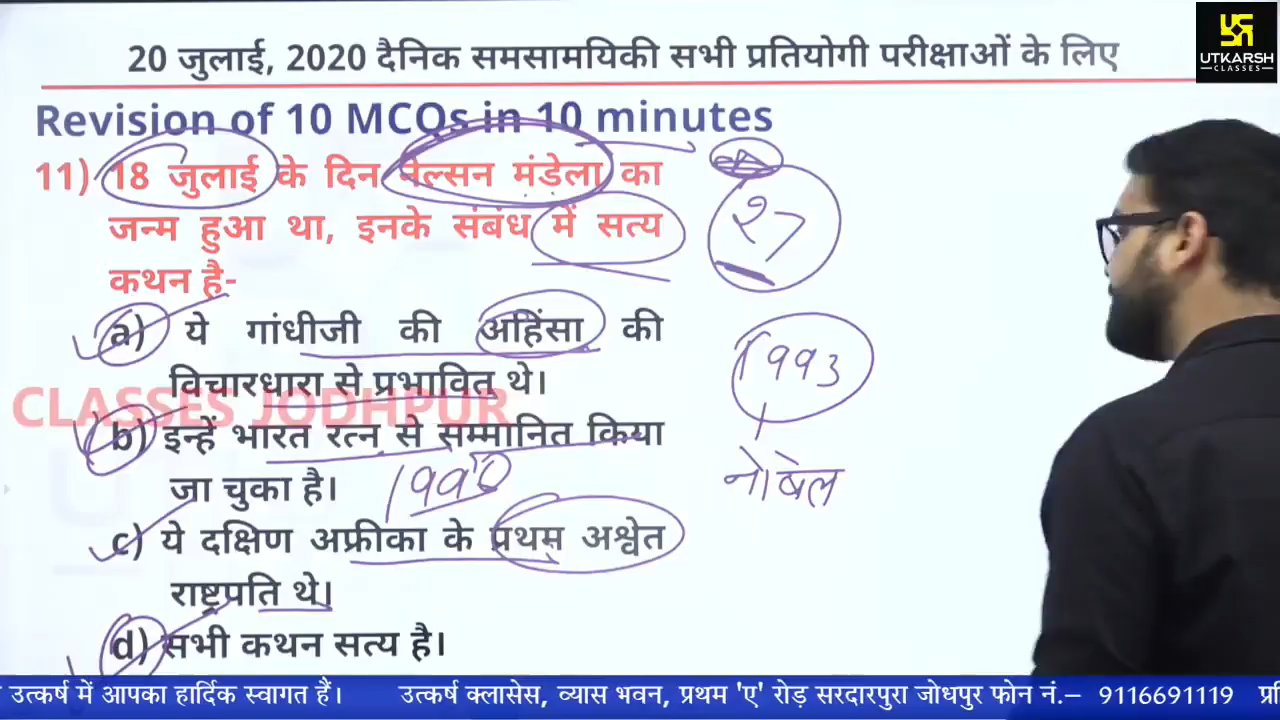 20 जुलाई, 2020 दैनिक समसामयिकी सभी प्रतियोगी परीक्षाओं के लिए
UTKARSH
CLASSES
Revision of 10 MCQs in 10 minutes
11) 18 जुलाई के दिन नेल्सन मंडेला का
जन्म हुआ था, इनके संबंध में सत्य
कथन है-
27
a) ये गांधीजी की अहिंसा की
विचारधारा से प्रभावित थे।
1993
नोबेल
CLASSES JODHPUR
b) इन्हें भारत रत्न से सम्मानित किया
जा चुका है।
1990
c) ये दक्षिण अफ्रीका के प्रथम अश्वेत
राष्ट्रपति थे।
d) सभी कथन सत्य है।
उत्कर्ष में आपका हार्दिक स्वागत हैं। उत्कर्ष क्लासेस, व्यास भवन, प्रथम 'ए' रोड़ सरदारपुरा जोधपुर फोन नं.– 9116691119